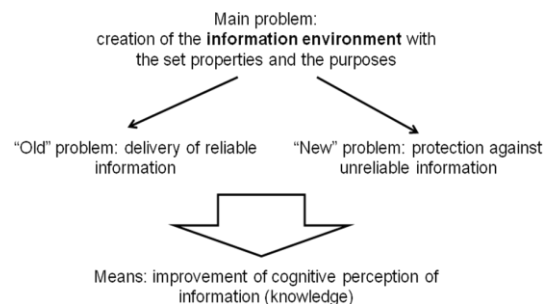 Main problem:
creation of the information environment with
the set properties and the purposes
“Old” problem: delivery of reliable
information
“New” problem: protection against
unreliable information
Means: improvement of cognitive perception of
information (knowledge)